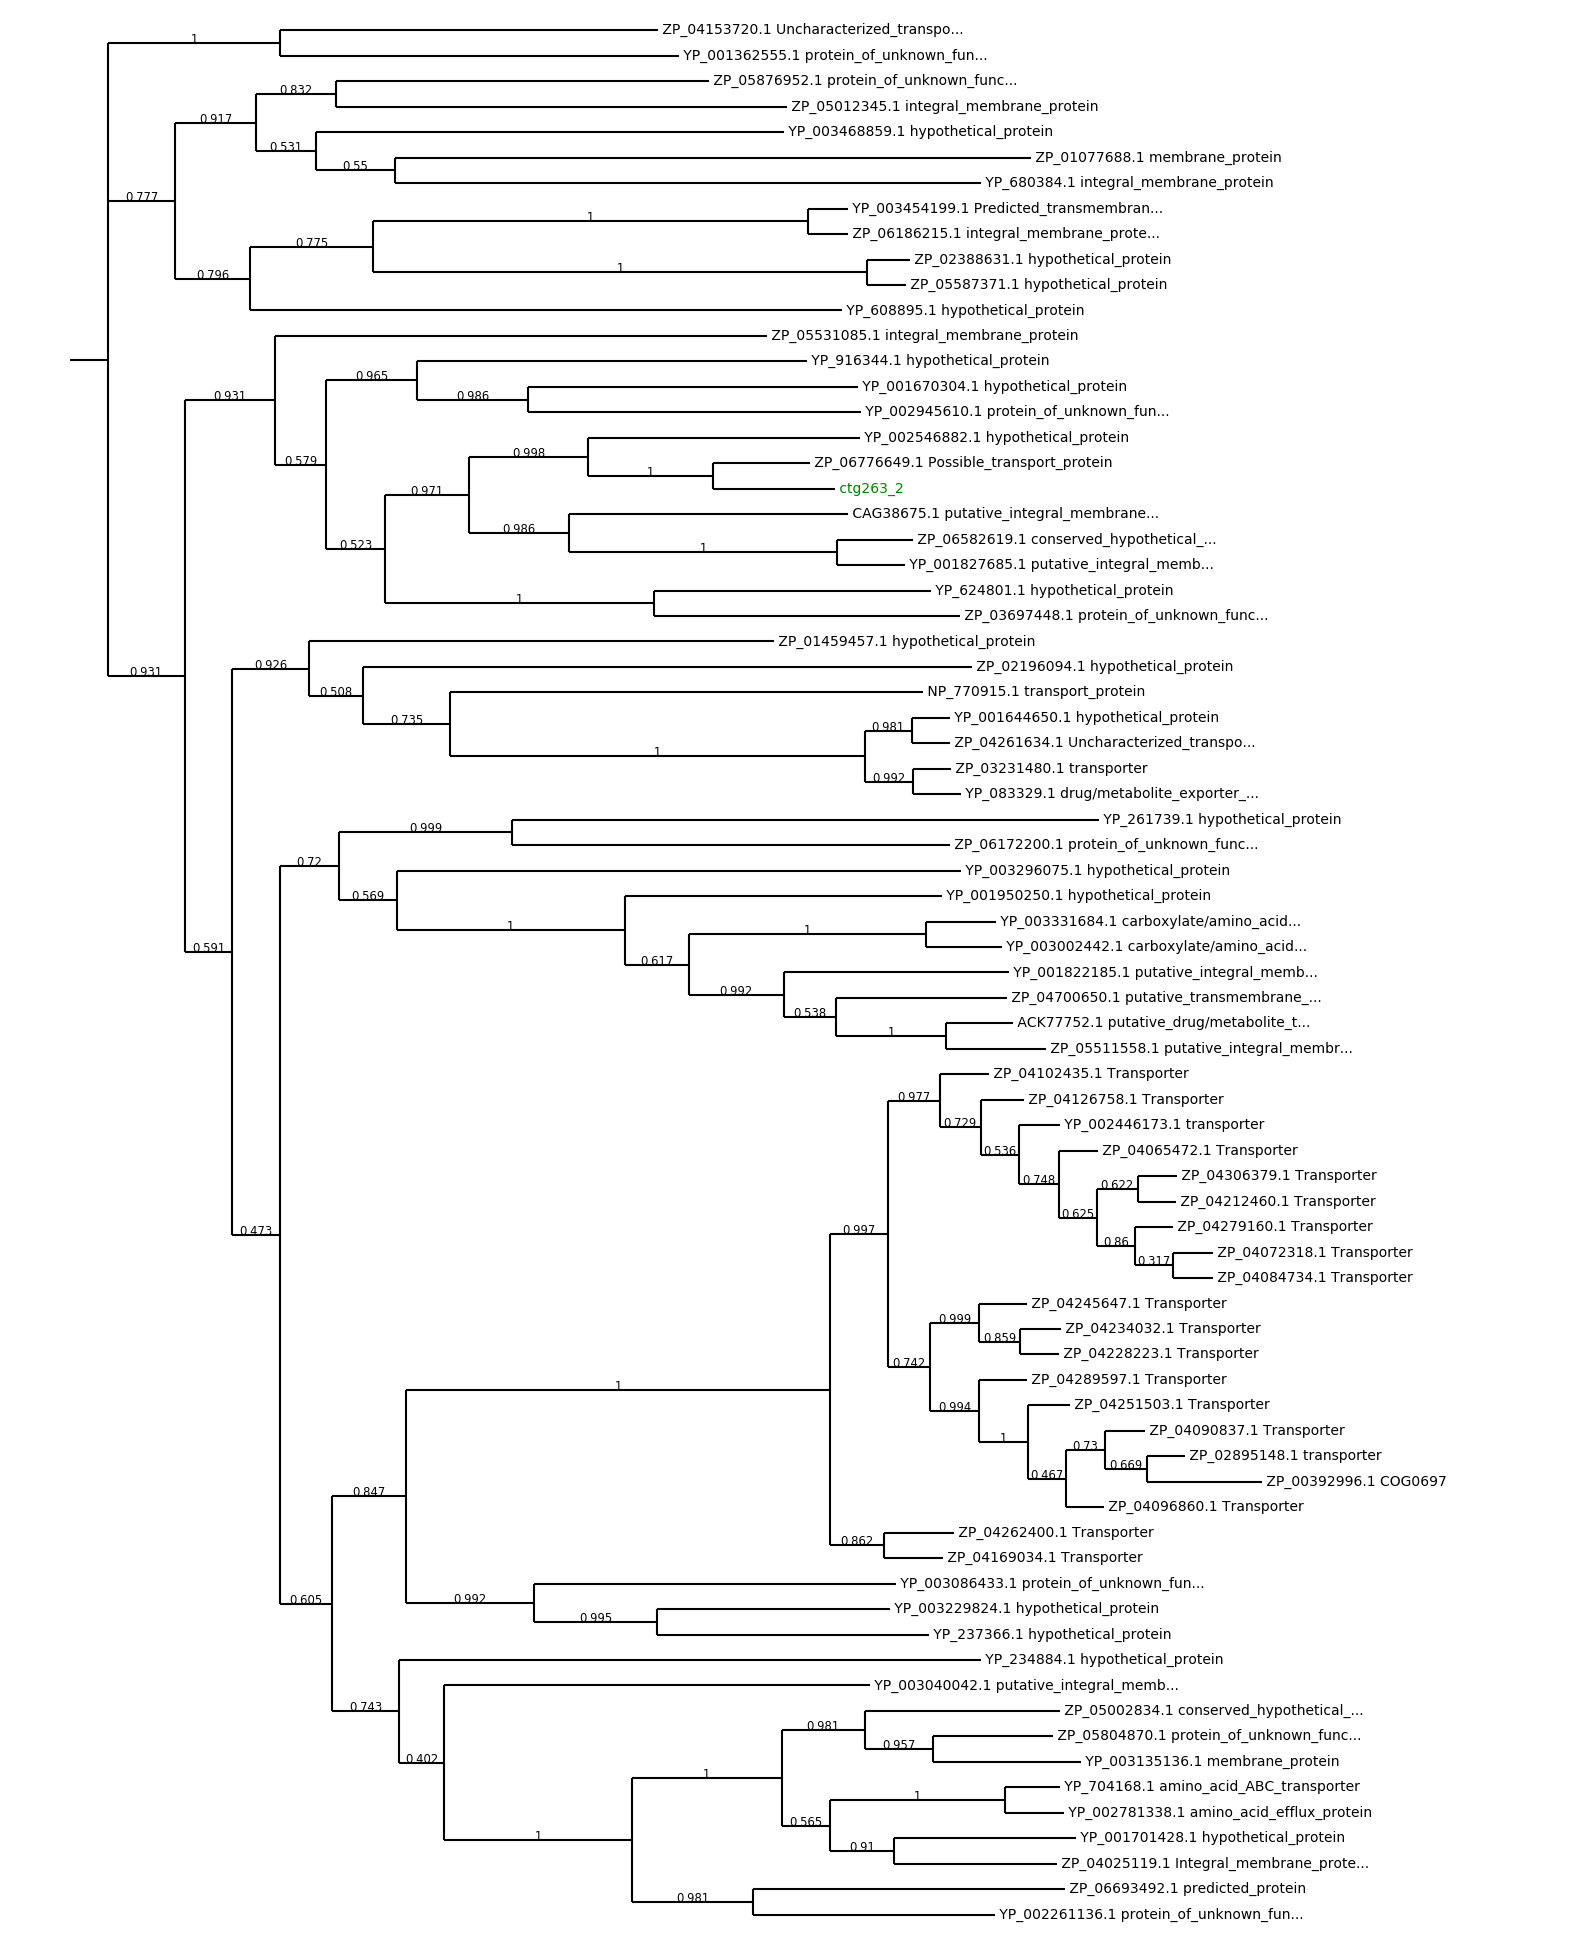 ZP_04153720.1 Uncharacterized_transpo...
1
YP_001362555.1 protein_of_unknown_fun...
ZP_05876952.1 protein_of_unknown_func...
0.832
ZP_05012345.1 integral_membrane_protein
0.917
YP_003468859.1 hypothetical_protein
0.531
ZP_01077688.1 membrane_protein
0.55
YP_680384.1 integral_membrane_protein
0.777
YP_003454199.1 Predicted_transmembran...
1
ZP_06186215.1 integral_membrane_prote...
0.775
ZP_02388631.1 hypothetical_protein
1
0.796
ZP_05587371.1 hypothetical_protein
YP_608895.1 hypothetical_protein
ZP_05531085.1 integral_membrane_protein
YP_916344.1 hypothetical_protein
0.965
YP_001670304.1 hypothetical_protein
0.931
0.986
YP_002945610.1 protein_of_unknown_fun...
YP_002546882.1 hypothetical_protein
0.998
0.579
ZP_06776649.1 Possible_transport_protein
1
ctg263_2
0.971
CAG38675.1 putative_integral_membrane...
0.986
ZP_06582619.1 conserved_hypothetical_...
0.523
1
YP_001827685.1 putative_integral_memb...
YP_624801.1 hypothetical_protein
1
ZP_03697448.1 protein_of_unknown_func...
ZP_01459457.1 hypothetical_protein
0.926
ZP_02196094.1 hypothetical_protein
0.931
0.508
NP_770915.1 transport_protein
0.735
YP_001644650.1 hypothetical_protein
0.981
ZP_04261634.1 Uncharacterized_transpo...
1
ZP_03231480.1 transporter
0.992
YP_083329.1 drug/metabolite_exporter_...
YP_261739.1 hypothetical_protein
0.999
ZP_06172200.1 protein_of_unknown_func...
0.72
YP_003296075.1 hypothetical_protein
0.569
YP_001950250.1 hypothetical_protein
1
YP_003331684.1 carboxylate/amino_acid...
1
YP_003002442.1 carboxylate/amino_acid...
0.591
0.617
YP_001822185.1 putative_integral_memb...
0.992
ZP_04700650.1 putative_transmembrane_...
0.538
ACK77752.1 putative_drug/metabolite_t...
1
ZP_05511558.1 putative_integral_membr...
ZP_04102435.1 Transporter
0.977
ZP_04126758.1 Transporter
0.729
YP_002446173.1 transporter
0.536
ZP_04065472.1 Transporter
0.748
ZP_04306379.1 Transporter
0.622
ZP_04212460.1 Transporter
0.625
ZP_04279160.1 Transporter
0.473
0.997
0.86
ZP_04072318.1 Transporter
0.317
ZP_04084734.1 Transporter
ZP_04245647.1 Transporter
0.999
ZP_04234032.1 Transporter
0.859
ZP_04228223.1 Transporter
0.742
ZP_04289597.1 Transporter
1
ZP_04251503.1 Transporter
0.994
ZP_04090837.1 Transporter
1
0.73
ZP_02895148.1 transporter
0.669
0.467
ZP_00392996.1 COG0697
0.847
ZP_04096860.1 Transporter
ZP_04262400.1 Transporter
0.862
ZP_04169034.1 Transporter
YP_003086433.1 protein_of_unknown_fun...
0.605
0.992
YP_003229824.1 hypothetical_protein
0.995
YP_237366.1 hypothetical_protein
YP_234884.1 hypothetical_protein
YP_003040042.1 putative_integral_memb...
0.743
ZP_05002834.1 conserved_hypothetical_...
0.981
ZP_05804870.1 protein_of_unknown_func...
0.957
0.402
YP_003135136.1 membrane_protein
1
YP_704168.1 amino_acid_ABC_transporter
1
YP_002781338.1 amino_acid_efflux_protein
0.565
1
YP_001701428.1 hypothetical_protein
0.91
ZP_04025119.1 Integral_membrane_prote...
ZP_06693492.1 predicted_protein
0.981
YP_002261136.1 protein_of_unknown_fun...